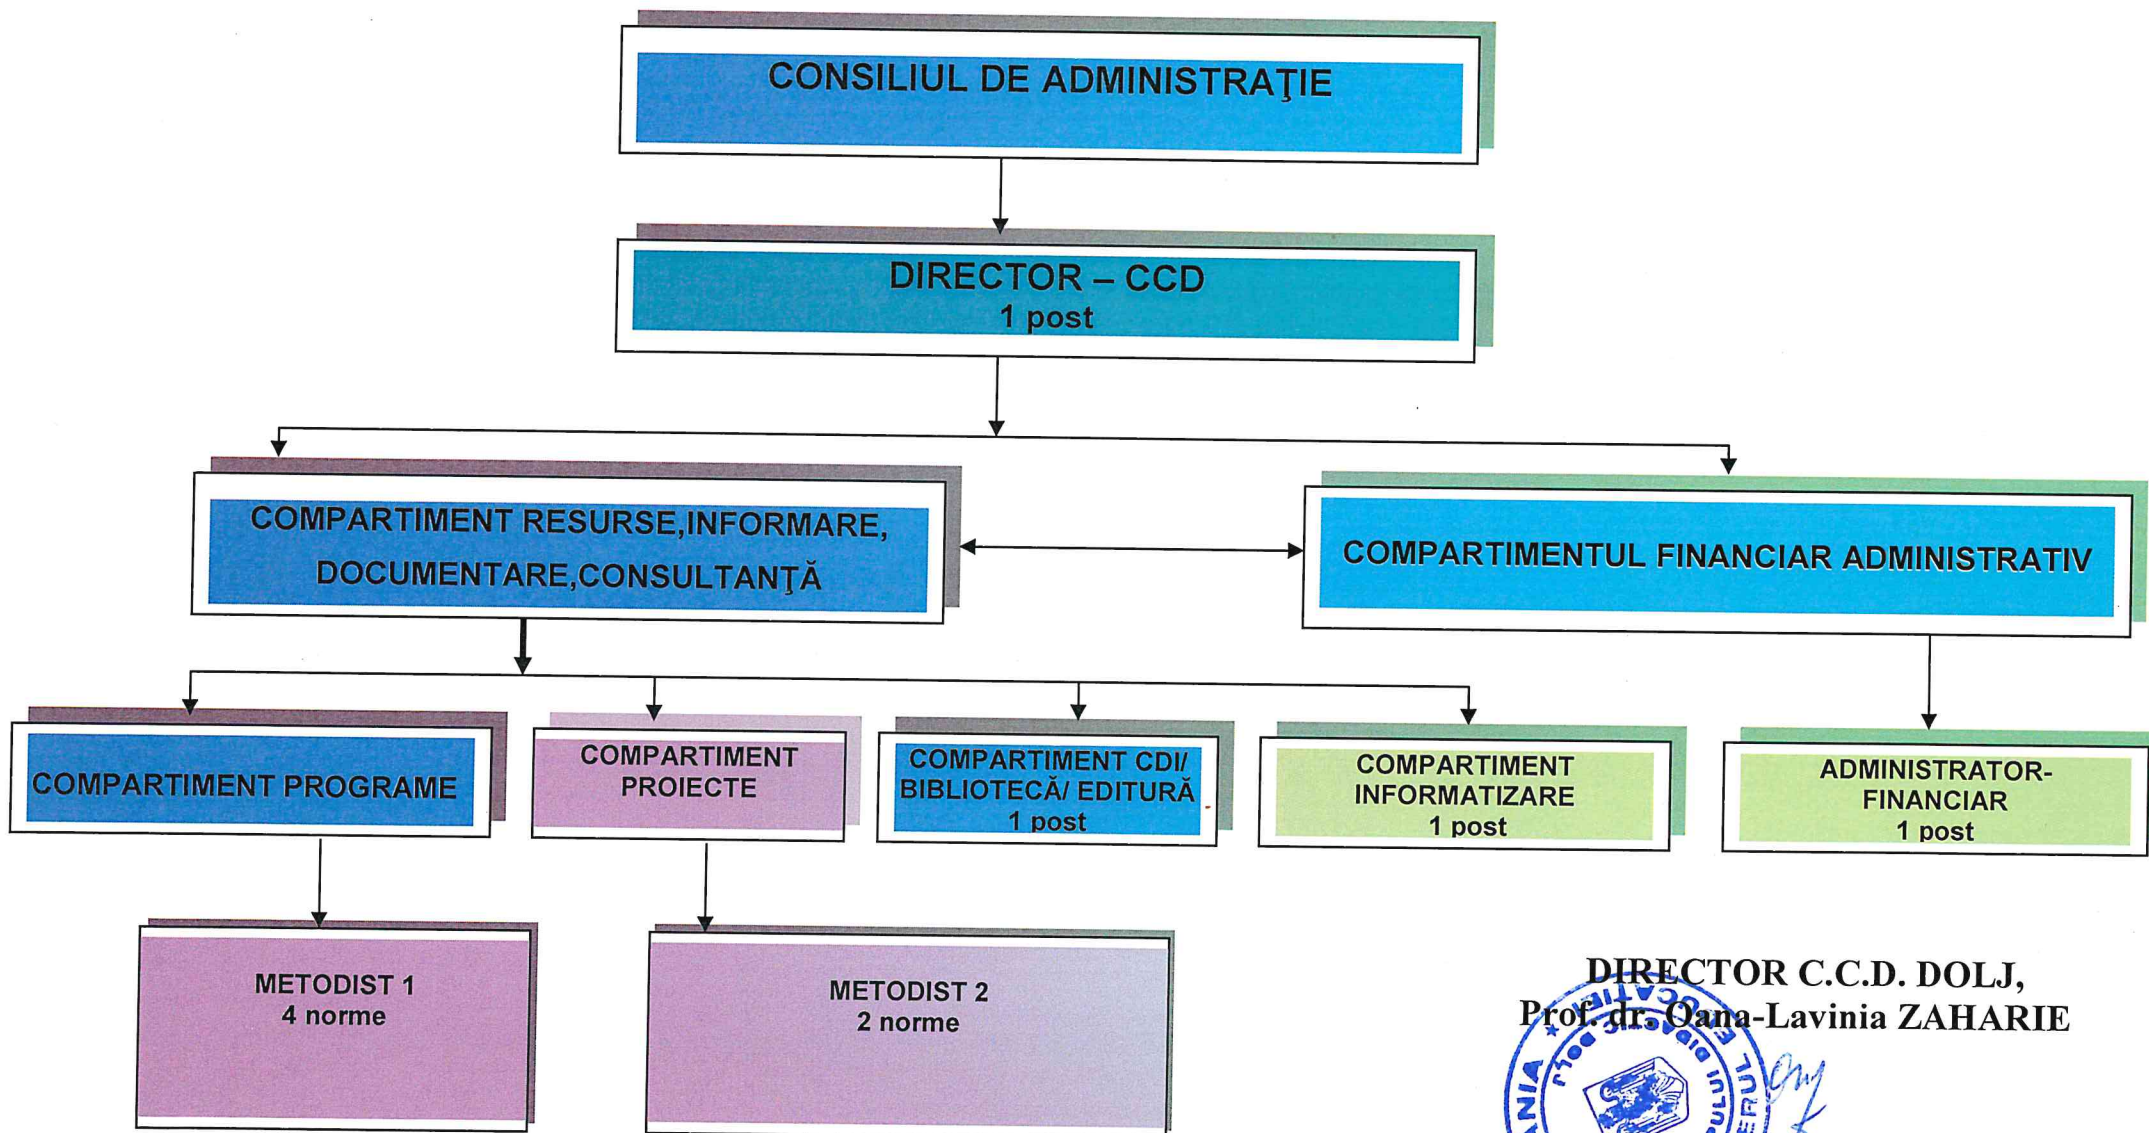 CONSILIUL DE ADMINISTRAŢIE
DIRECTOR – CCD
1 post
COMPARTIMENT RESURSE,INFORMARE,
DOCUMENTARE,CONSULTANŢĂ
COMPARTIMENTUL FINANCIAR ADMINISTRATIV
COMPARTIMENT PROGRAME
COMPARTIMENT
PROIECTE
COMPARTIMENT CDI/
BIBLIOTECĂ/ EDITURĂ
1 post
COMPARTIMENT
INFORMATIZARE
1 post
ADMINISTRATOR-
FINANCIAR
1 post
METODIST 1
4 norme
METODIST 2
2 norme
DIRECTOR C.C.D. DOLJ,
Prof. dr. Oana-Lavinia ZAHARIE
DIDACTIC DOLJ